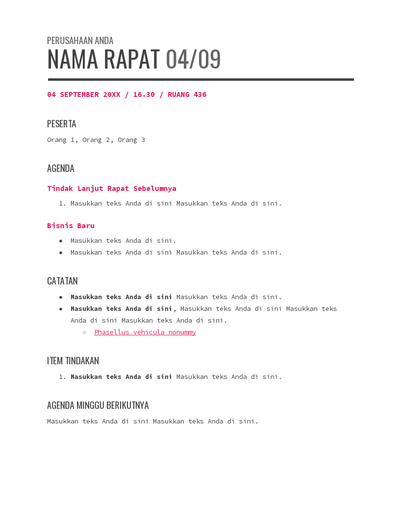 PERUSAHAAN ANDA
NAMA RAPAT 04/09
04 SEPTEMBER 20XX / 16.30 / RUANG 436
PESERTA
Orang 1, Orang 2, Orang 3
AGENDA
Tindak Lanjut Rapat Sebelumnya
1. Masukkan teks Anda di sini Masukkan teks Anda di sini.
Bisnis Baru
● Masukkan teks Anda di sini.
● Masukkan teks Anda di sini Masukkan teks Anda di sini.
CATATAN
● Masukkan teks Anda di sini Masukkan teks Anda di sini.
● Masukkan teks Anda di sini, Masukkan teks Anda di sini Masukkan teks
Anda di sini Masukkan teks Anda di sini.
○ Phasellus vehicula nonummy
ITEM TINDAKAN
1. Masukkan teks Anda di sini Masukkan teks Anda di sini.
AGENDA MINGGU BERIKUTNYA
Masukkan teks Anda di sini Masukkan teks Anda di sini.